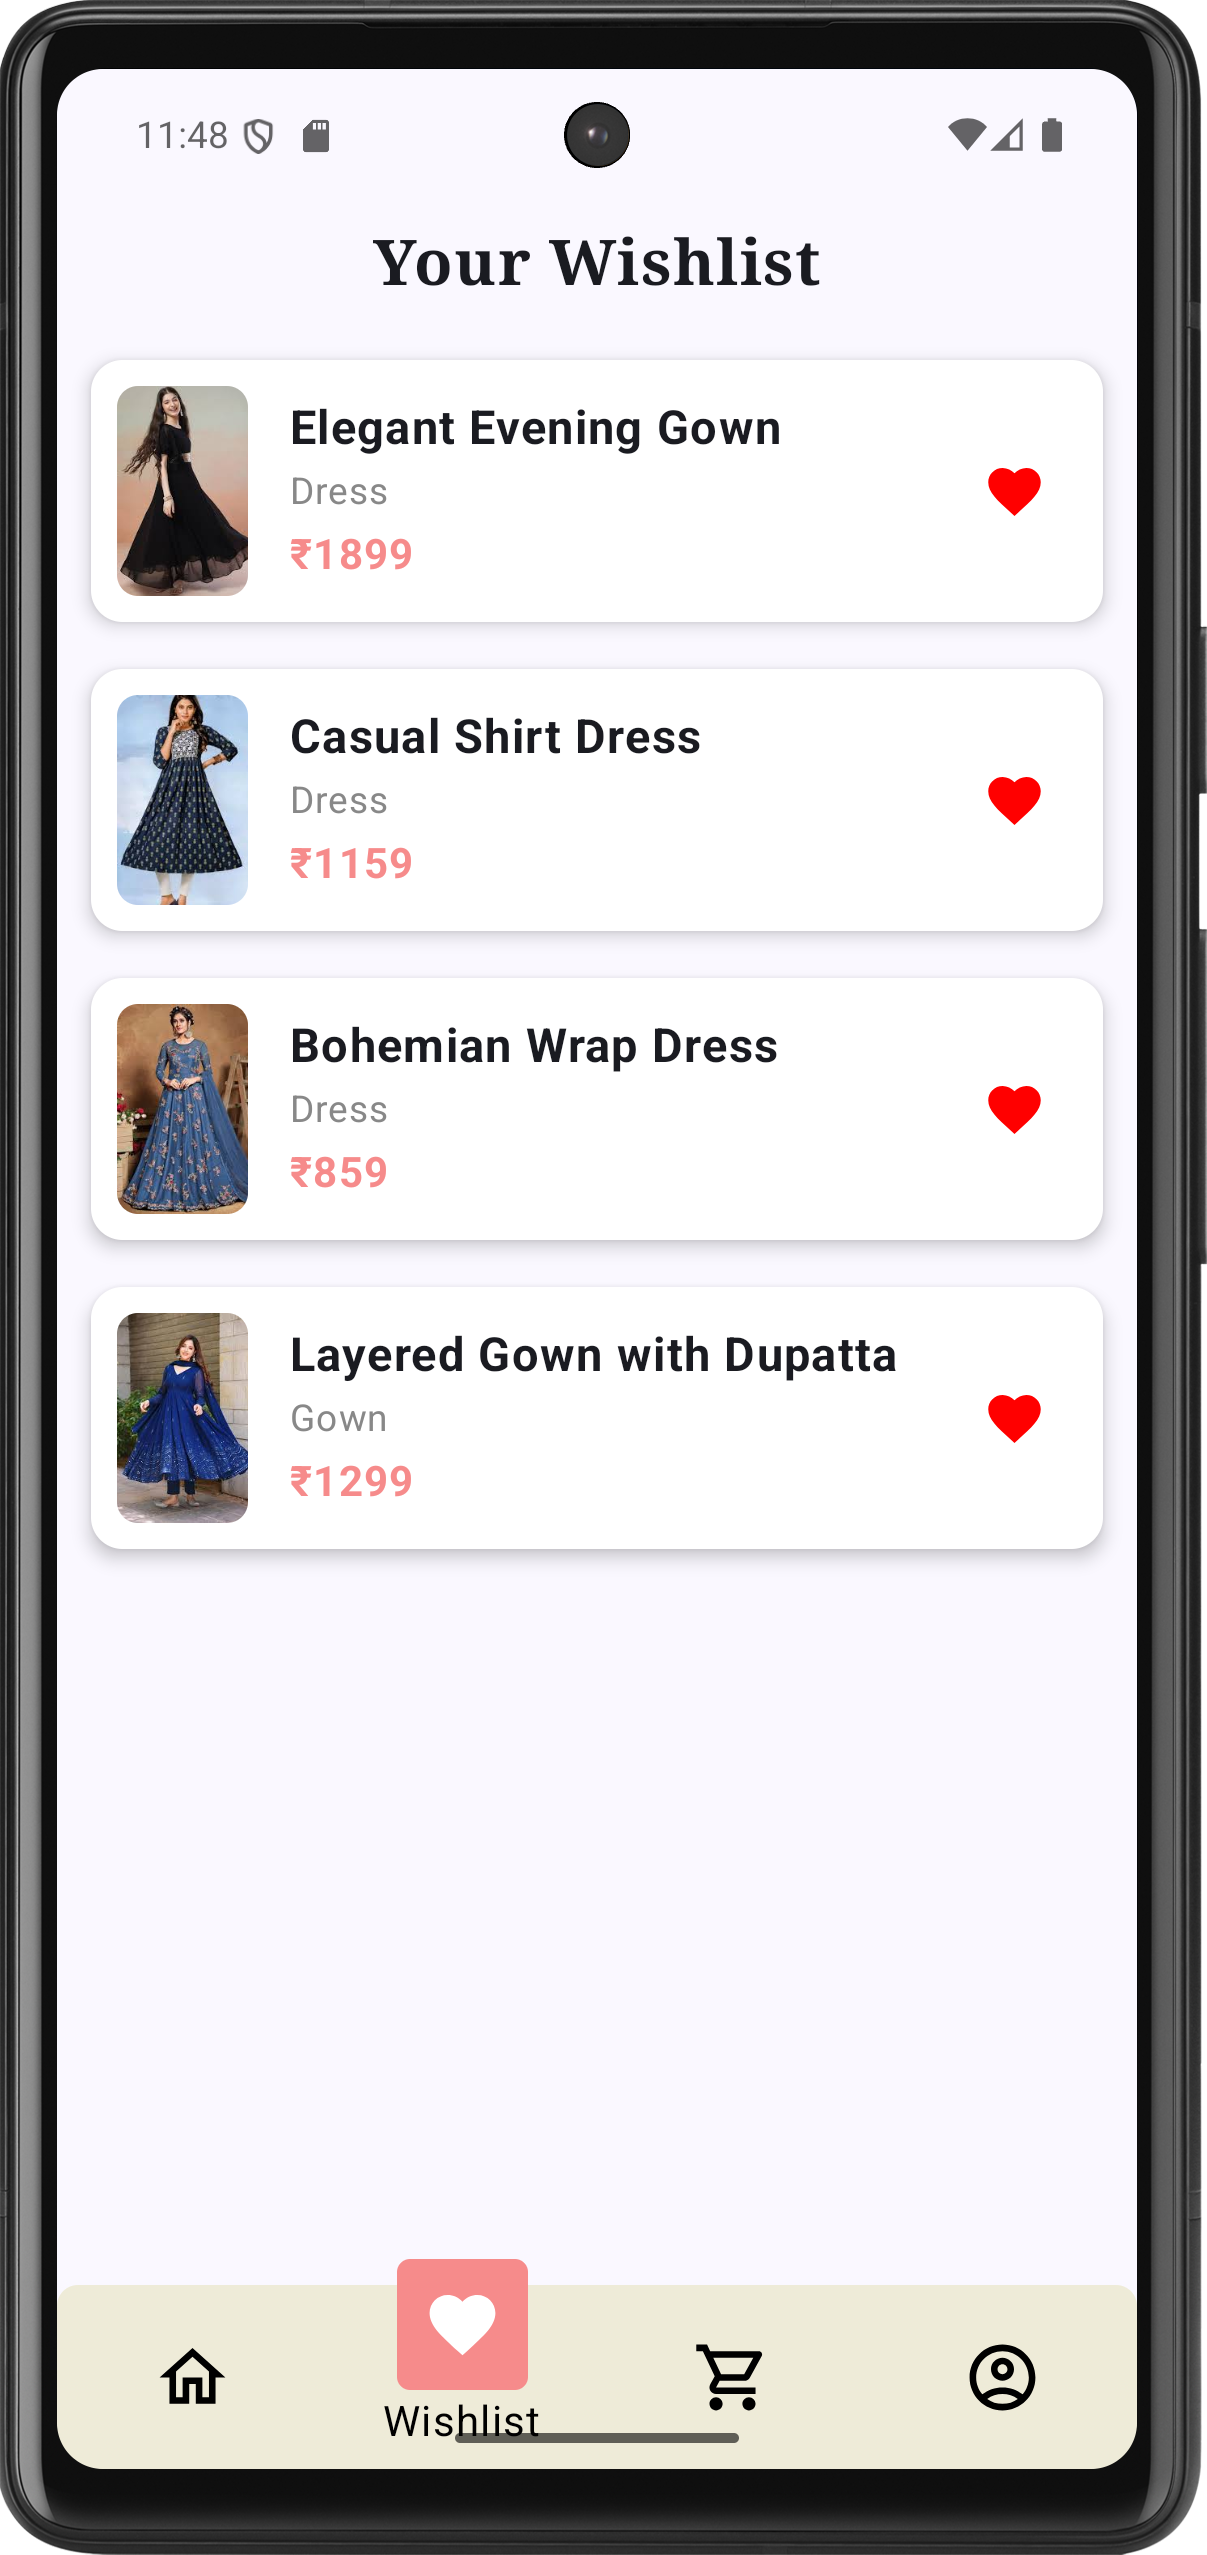 11:48
Your Wishlist
Elegant Evening Gown
Dress
₹1899
Casual Shirt Dress
Dress
₹1159
Bohemian Wrap Dress
Dress
₹859
Layered Gown with Dupatta
Gown
₹1299
Wishlist